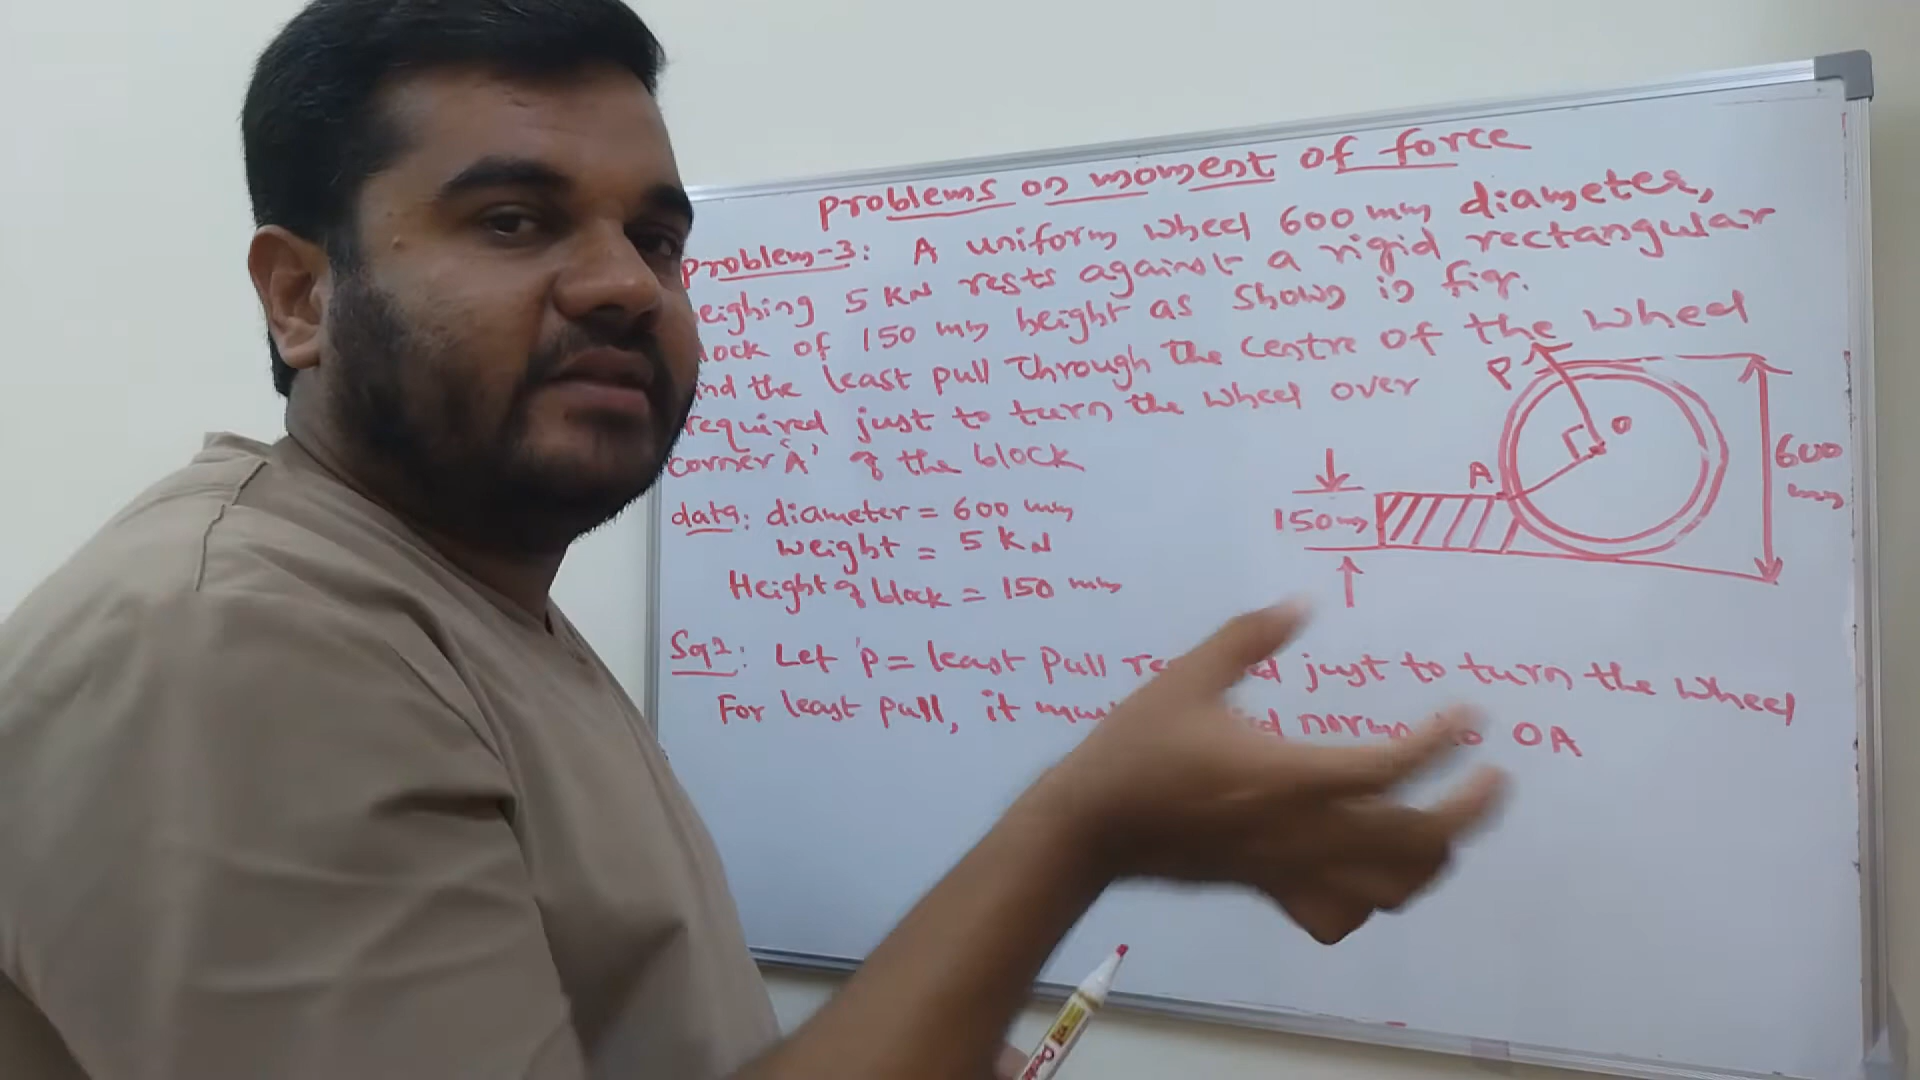 Problems on moment of force
Problem-3: A uniform wheel 600 mm diameter,
eighing 5 KN rests against a rigid rectangular
lock of 150 mm height as shown in fig.
ind the least pull through the centre of the wheel
required just to turn the wheel over
corner 'A' of the block
P
O
A
600
mm
150 mm
data: diameter = 600 mm
weight = 5 KN
Height of block = 150 mm
Sol: Let 'P = least pull just to turn the wheel
For least pull, it OA